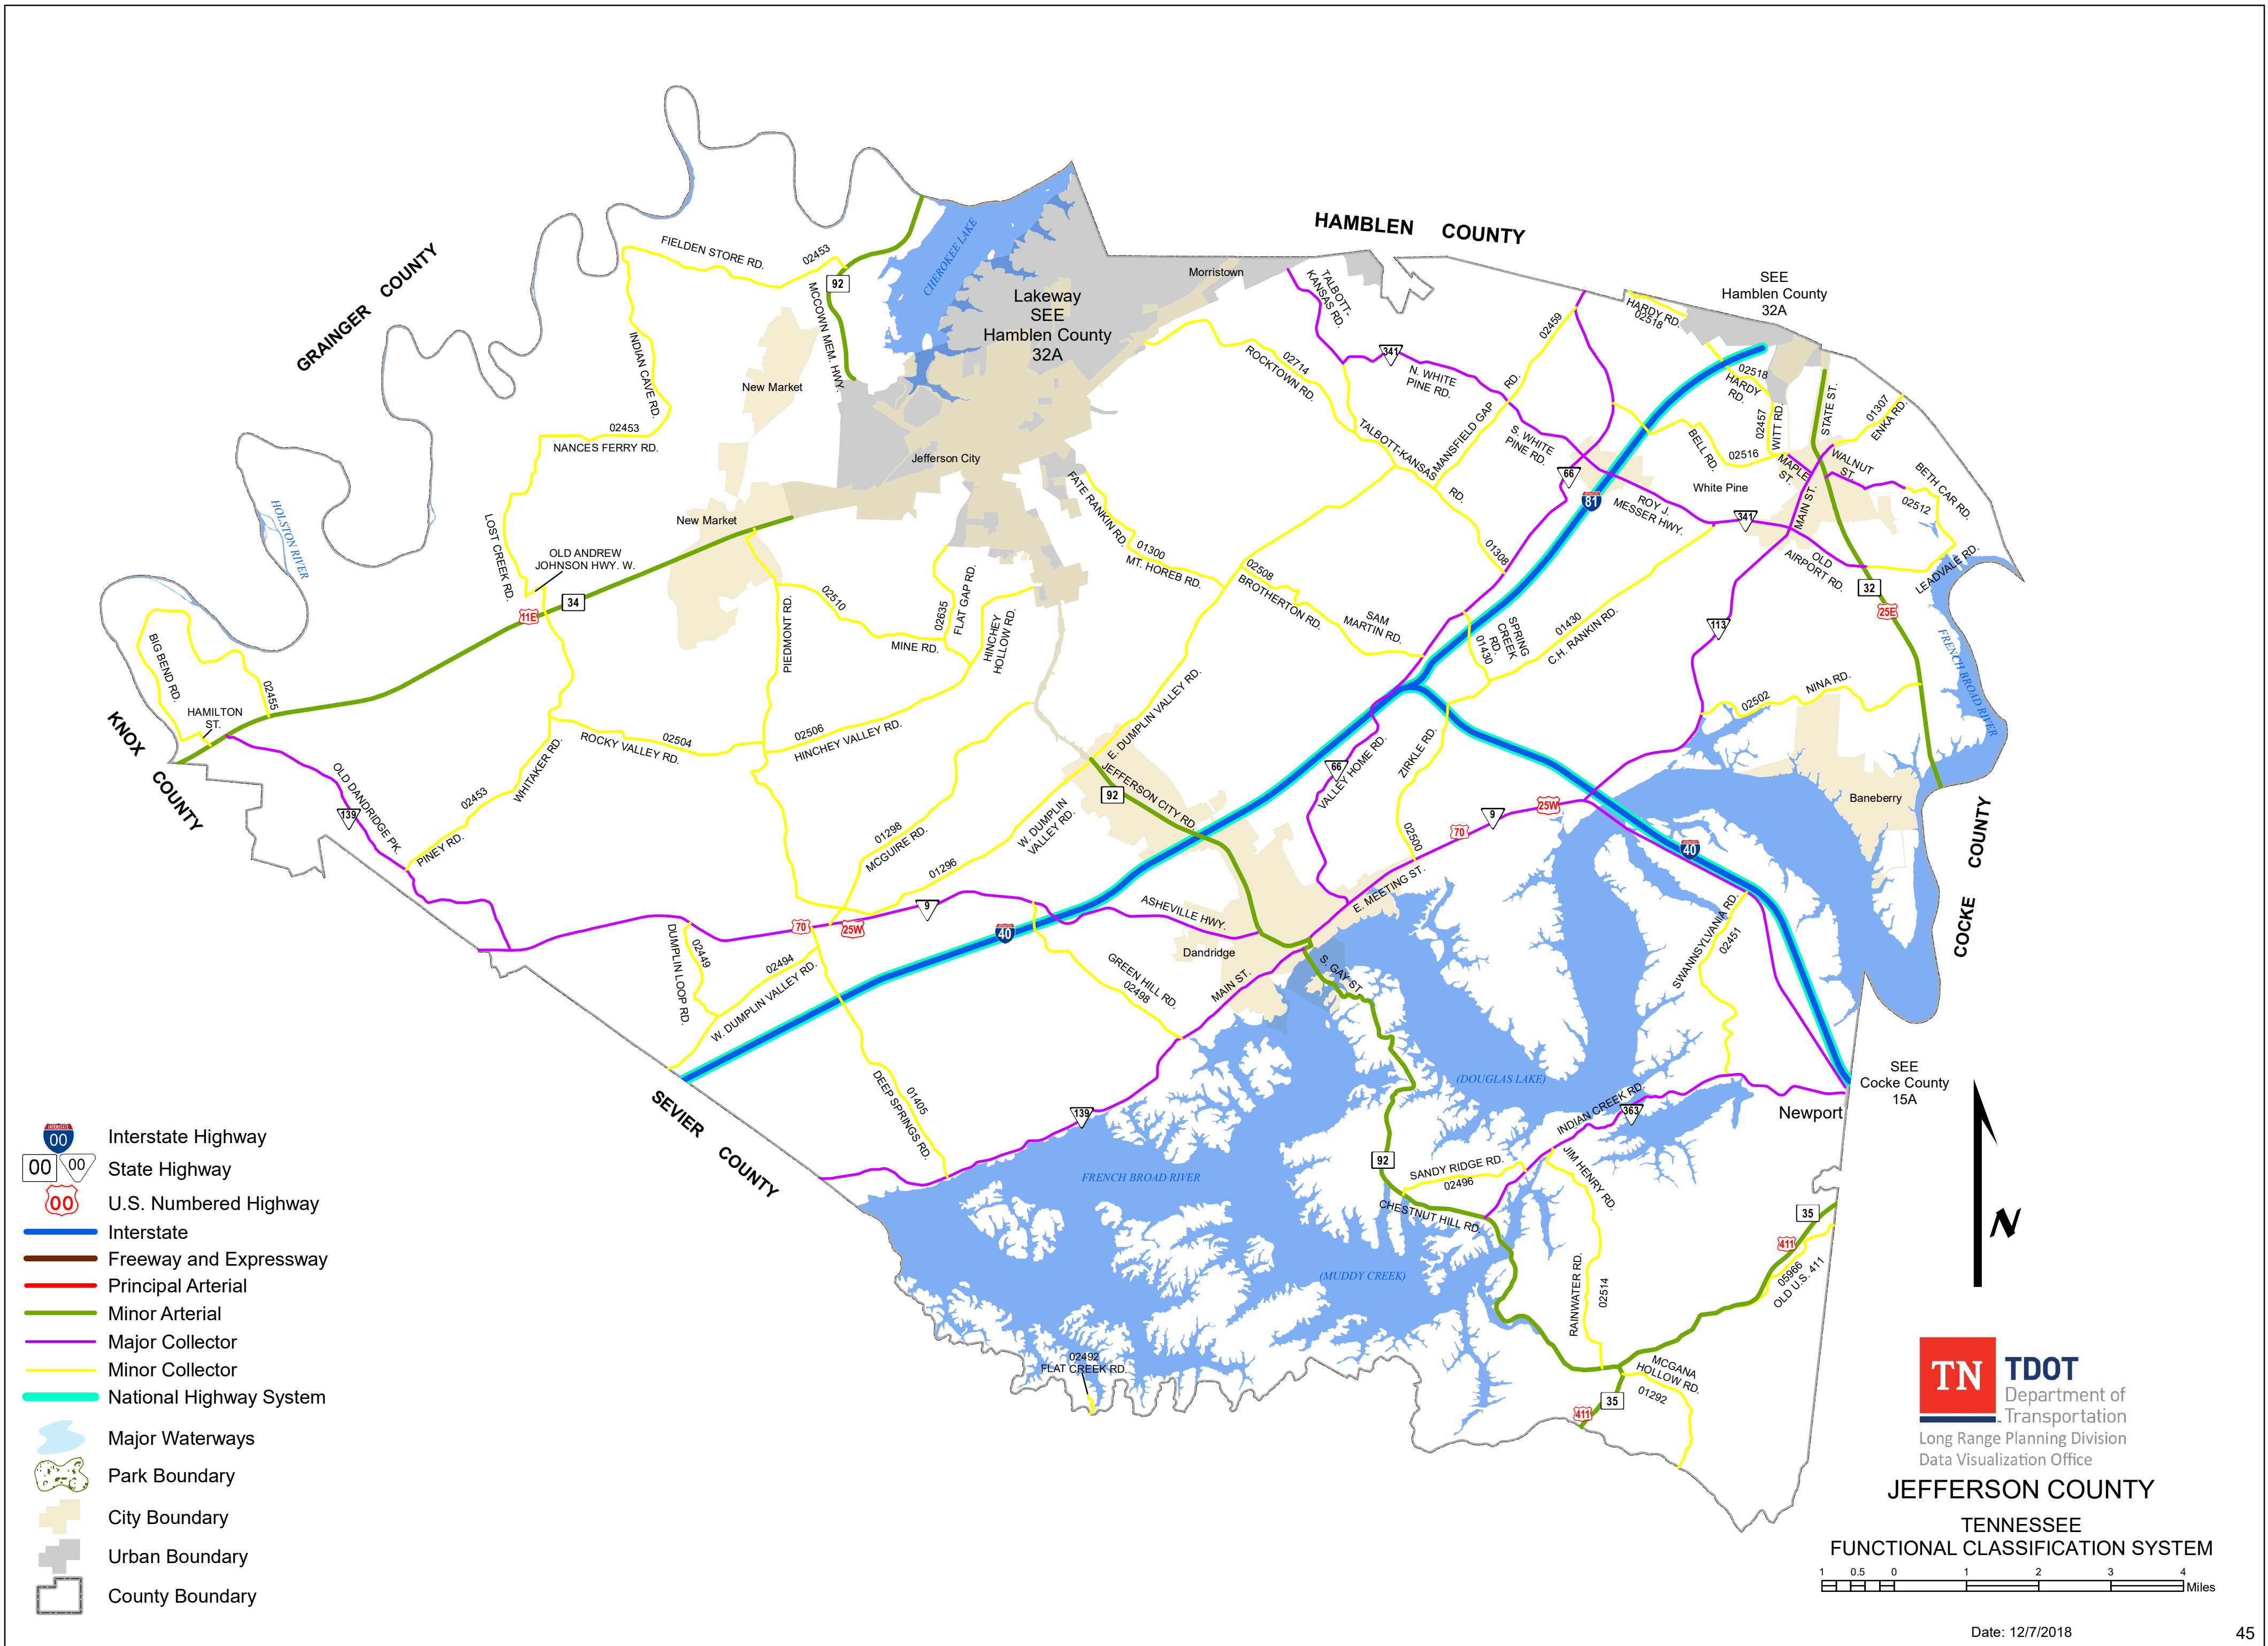 HAMBLEN COUNTY
GRAINGER COUNTY
KNOX COUNTY
SEVIER COUNTY
COCKE COUNTY
SEE
Hamblen County
32A
Lakeway
SEE
Hamblen County
32A
SEE
Cocke County
15A
Newport
Morristown
New Market
Jefferson City
New Market
White Pine
Baneberry
Dandridge
CHEROKEE LAKE
HOLSTON RIVER
FRENCH BROAD RIVER
FRENCH BROAD RIVER
(DOUGLAS LAKE)
(MUDDY CREEK)
FIELDEN STORE RD.
02453
92
MCCOWN MEM. HWY.
INDIAN CAVE RD.
02453
NANCES FERRY RD.
LOST CREEK RD.
OLD ANDREW
JOHNSON HWY. W.
11E
34
BIG BEND RD.
HAMILTON
ST.
02455
OLD DANDRIDGE PK.
139
PINEY RD.
02453
WHITAKER RD.
ROCKY VALLEY RD.
02504
PIEDMONT RD.
02510
MINE RD.
02635
FLAT GAP RD.
HINCHEY
HOLLOW RD.
02506
HINCHEY VALLEY RD.
01298
MCGUIRE RD.
01296
W. DUMPLIN
VALLEY RD.
E. DUMPLIN VALLEY RD.
JEFFERSON CITY RD.
92
FATE RANKIN RD.
01300
MT. HOREB RD.
02508
BROTHERTON RD.
SAM
MARTIN RD.
ROCKTOWN RD.
02714
TALBOTT-
KANSAS RD.
341
N. WHITE
PINE RD.
TALBOTT-KANSAS
RD.
MANSFIELD GAP
RD.
02459
S. WHITE
PINE RD.
66
81
01308
HARDY RD.
02518
02518
HARDY
RD.
02457
WITT RD.
STATE ST.
01307
ENKA RD.
BELL RD.
02516
MAPLE
ST.
MAIN ST.
WALNUT
ST.
BETH CAR RD.
02512
LEADVALE RD.
ROY J.
MESSER HWY.
341
OLD
AIRPORT RD.
32
25E
113
SPRING
CREEK
RD.
01430
01430
C.H. RANKIN RD.
02502
NINA RD.
66
VALLEY HOME RD.
ZIRKLE RD.
02500
70
9
25W
E. MEETING ST.
40
SWANNSYLVANIA RD.
02451
70
25W
9
40
ASHEVILLE HWY.
DUMPLIN LOOP RD.
02449
02494
W. DUMPLIN VALLEY RD.
GREEN HILL RD
02498
MAIN ST.
S. GAY ST.
01405
DEEP SPRINGS RD.
139
INDIAN CREEK RD.
363
92
SANDY RIDGE RD.
02496
JIM HENRY RD.
CHESTNUT HILL RD.
RAINWATER RD.
02514
35
411
05966
OLD U.S. 411
MCGANA
HOLLOW RD.
01292
35
411
02492
FLAT CREEK RD.
00 Interstate Highway
00 00 State Highway
00 U.S. Numbered Highway
Interstate
Freeway and Expressway
Principal Arterial
Minor Arterial
Major Collector
Minor Collector
National Highway System
Major Waterways
Park Boundary
City Boundary
Urban Boundary
County Boundary
N
TN TDOT
Department of
Transportation
Long Range Planning Division
Data Visualization Office
JEFFERSON COUNTY
TENNESSEE
FUNCTIONAL CLASSIFICATION SYSTEM
1 0.5 0 1 2 3 4
Miles
Date: 12/7/2018
45